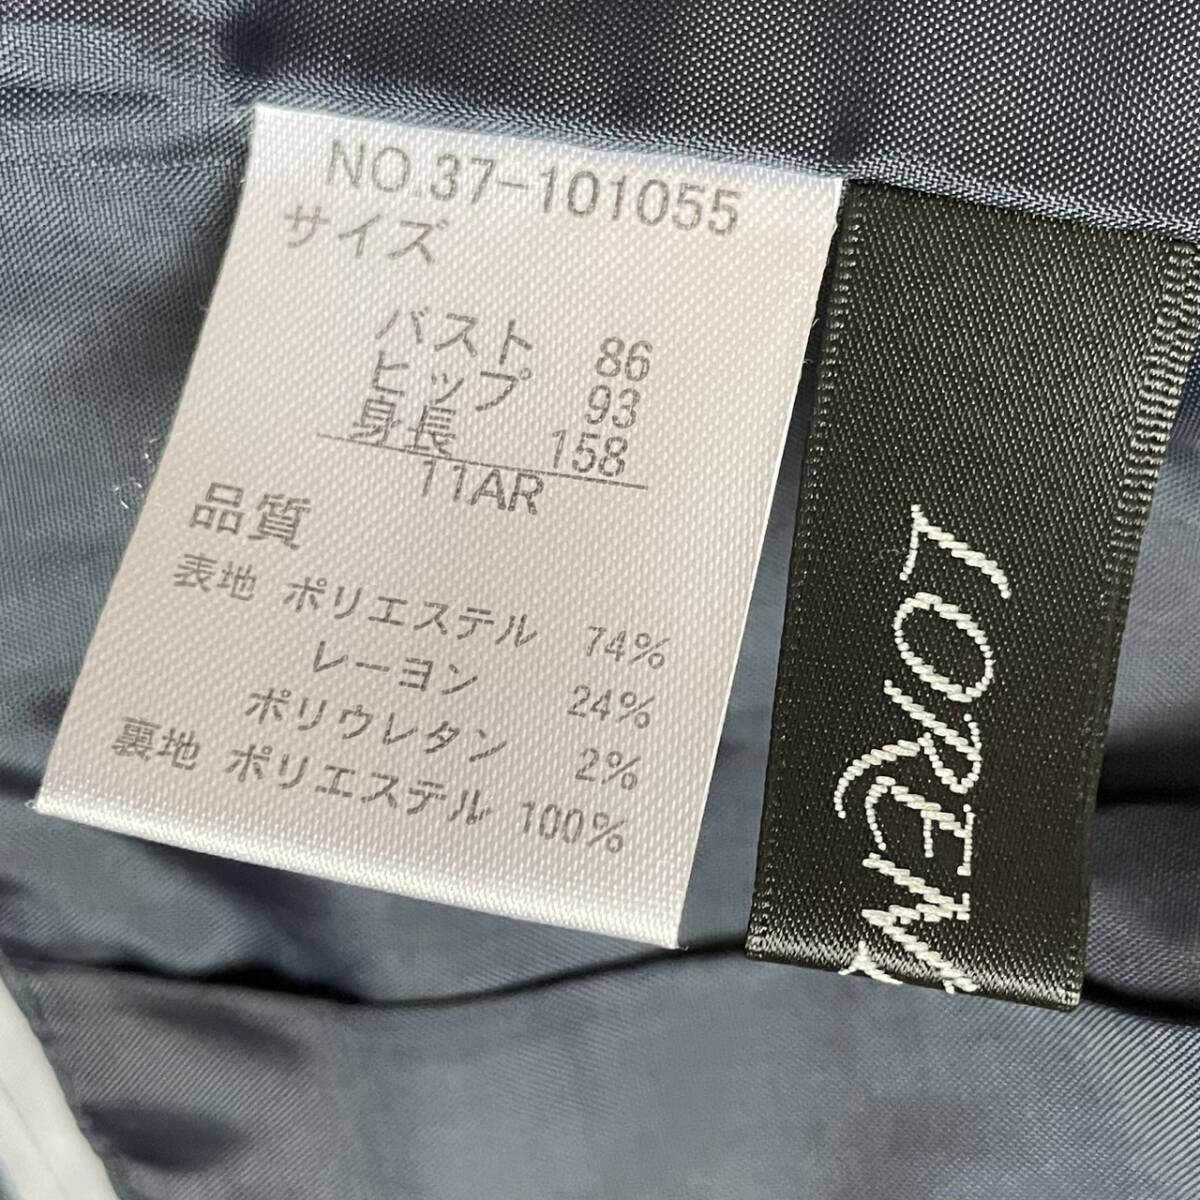 NO.37-101055
サイズ
バスト 86
ヒップ 93
身長 158
11AR
品質
表地 ポリエステル 74%
レーヨン 24%
ポリウレタン 2%
裏地 ポリエステル 100%